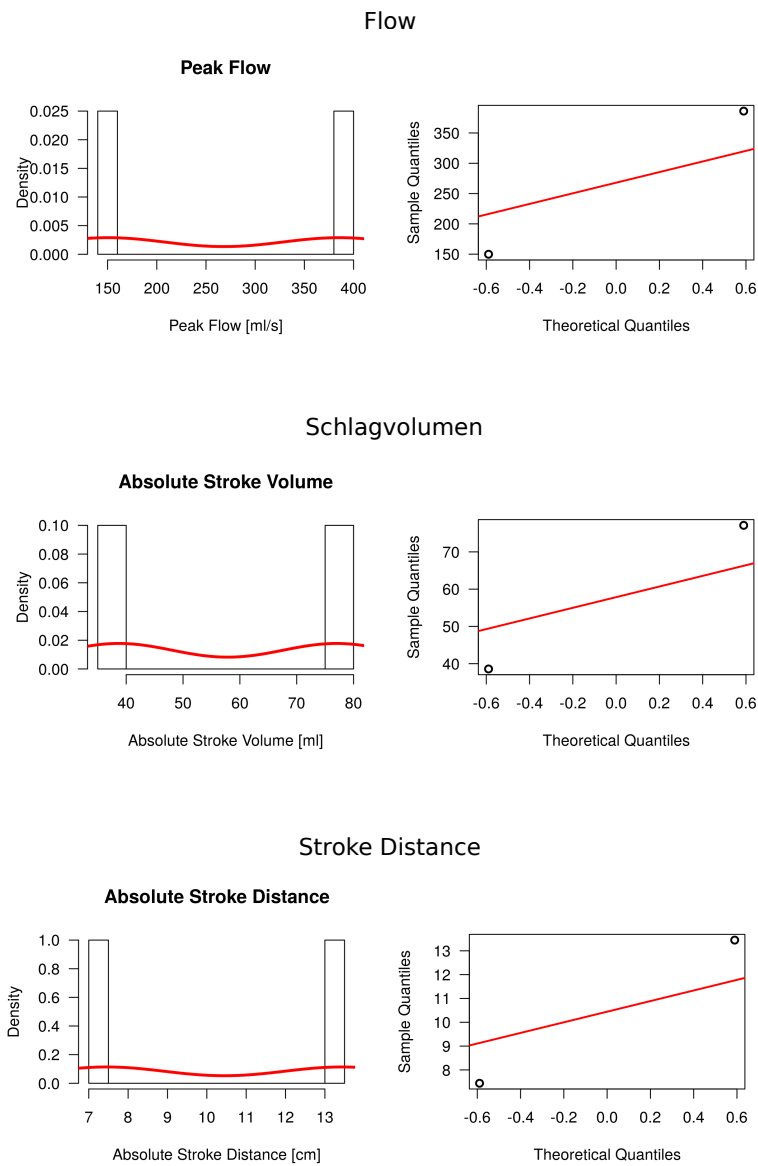 Flow
Peak Flow
Density
0.025
0.020
0.015
0.010
0.005
0.000
150 200 250 300 350 400
Peak Flow [ml/s]
Sample Quantiles
350
300
250
200
150
-0.6 -0.4 -0.2 0.0 0.2 0.4 0.6
Theoretical Quantiles
Schlagvolumen
Absolute Stroke Volume
Density
0.10
0.08
0.06
0.04
0.02
0.00
40 50 60 70 80
Absolute Stroke Volume [ml]
Sample Quantiles
70
60
50
40
-0.6 -0.4 -0.2 0.0 0.2 0.4 0.6
Theoretical Quantiles
Stroke Distance
Absolute Stroke Distance
Density
1.0
0.8
0.6
0.4
0.2
0.0
7 8 9 10 11 12 13
Absolute Stroke Distance [cm]
Sample Quantiles
13
12
11
10
9
8
-0.6 -0.4 -0.2 0.0 0.2 0.4 0.6
Theoretical Quantiles